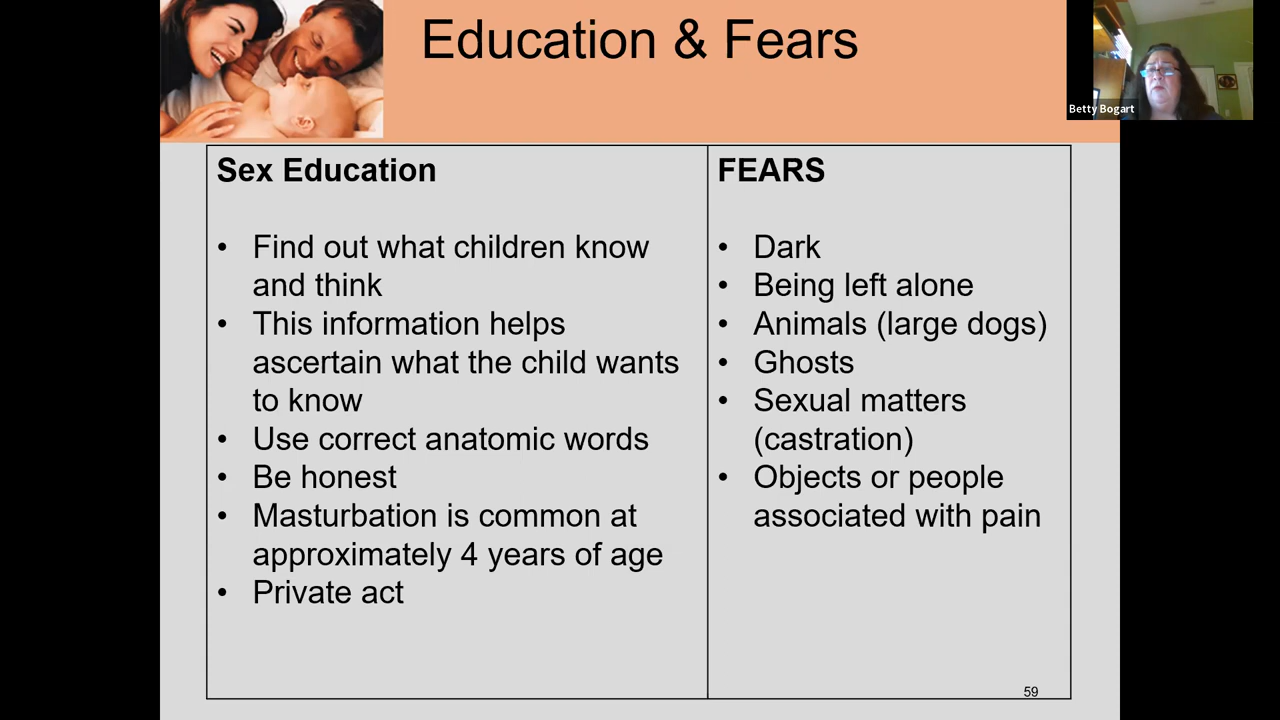 Education & Fears
Betty Bogart
Sex Education
• Find out what children know
and think
• This information helps
ascertain what the child wants
to know
• Use correct anatomic words
• Be honest
• Masturbation is common at
approximately 4 years of age
• Private act
FEARS
• Dark
• Being left alone
• Animals (large dogs)
• Ghosts
• Sexual matters
(castration)
• Objects or people
associated with pain
59